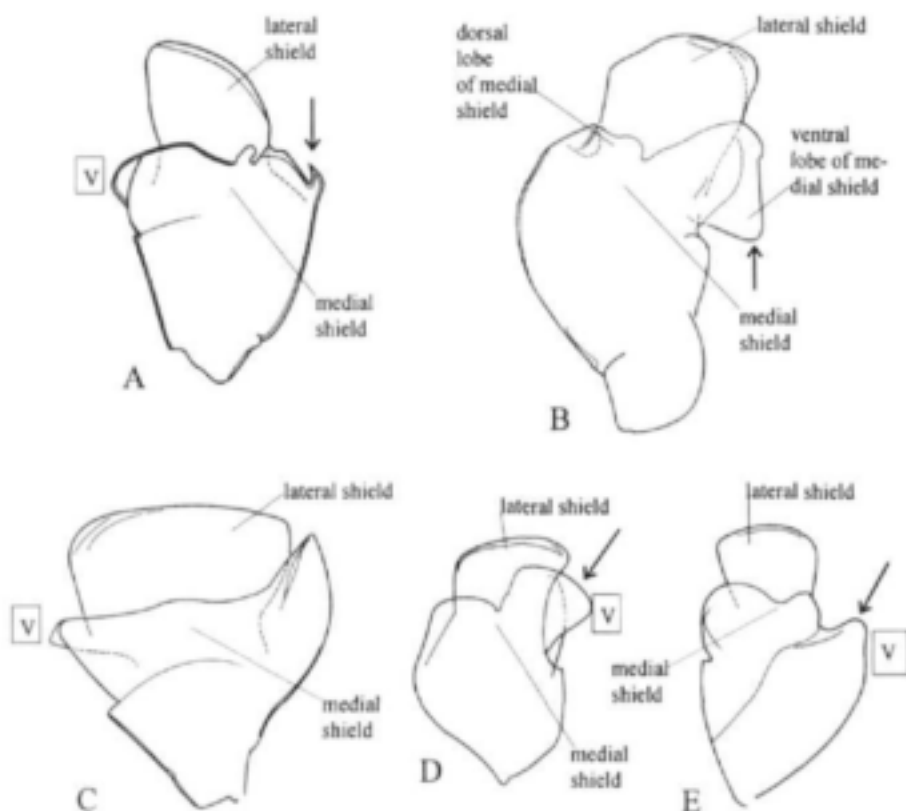 lateral
shield
V
medial
shield
A
dorsal
lobe
of medial
shield
lateral shield
ventral
lobe of me-
dial shield
medial
shield
B
lateral shield
V
medial
shield
C
lateral shield
V
medial
shield
D
lateral shield
medial
shield
V
E